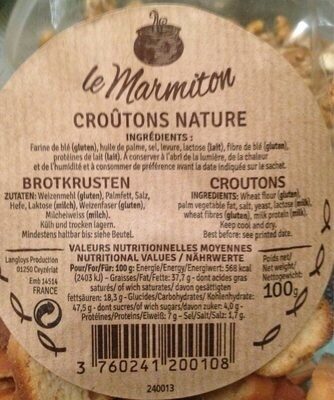 le Marmiton
CROÛTONS NATURE
INGRÉDIENTS :
Farine de blé (gluten), huile de palme, sel, levure, lactose (lait), fibre de blé (gluten),
protéines de lait (lait). À conserver à l'abri de la lumière, de la chaleur
et de l'humidité et à consommer de préférence avant la date indiquée sur le sachet.
BROTKRUSTEN
ZUTATEN: Weizenmehl (gluten), Palmfett, Salz,
Hefe, Laktose (milch), Weizenfaser (gluten),
Milcheiweiss (milch).
Kühl und trocken lagern.
Mindestens haltbar bis: siehe Beutel.
CROUTONS
INGREDIENTS: Wheat flour (gluten),
palm vegetable fat, salt, yeast, lactose (milk),
wheat fibres (gluten), milk protein (milk).
Keep cool and dry.
Best before: see printed date.
Langloys Production
01250 Ceyzériat
Emb 14514
FRANCE
VALEURS NUTRITIONNELLES MOYENNES
NUTRITIONAL VALUES / NÄHRWERTE
Pour/For/Für: 100 g: Energie/Energy/Energiewert: 568 kcal
(2403 kJ) – Graisses/Fat/Fette: 37,7 g - dont acides gras
saturés/of wich saturates/ davon gesättigten
fettsäuren: 18,3 g – Glucides/Carbohydrates/ Kohlenhydrate:
47,5 g - dont sucres/of wich sugars/davon zucker: 4,0 g -
Protéines/Proteins/Eiweiß: 7 g – Sel/Salt/Salz: 1,7 g.
Poids net/
Net weight/
Nettogewicht:
100g
3 760241 200108
240013